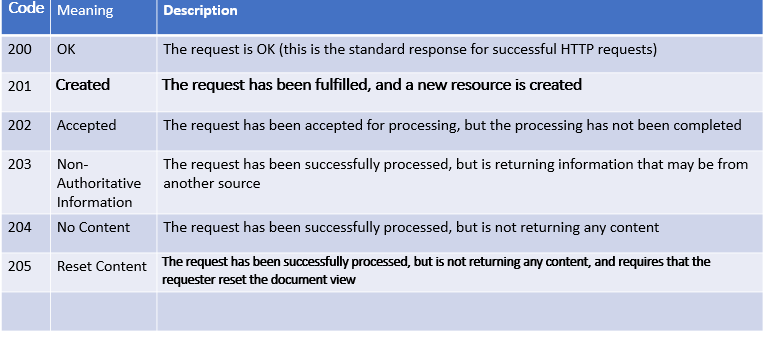 Code Meaning Description
200 OK The request is OK (this is the standard response for successful HTTP requests)
201 Created The request has been fulfilled, and a new resource is created
202 Accepted The request has been accepted for processing, but the processing has not been completed
203 Non- The request has been successfully processed, but is returning information that may be from
Authoritative another source
Information
204 No Content The request has been successfully processed, but is not returning any content
205 Reset Content The request has been successfully processed, but is not returning any content, and requires that the
requester reset the document view